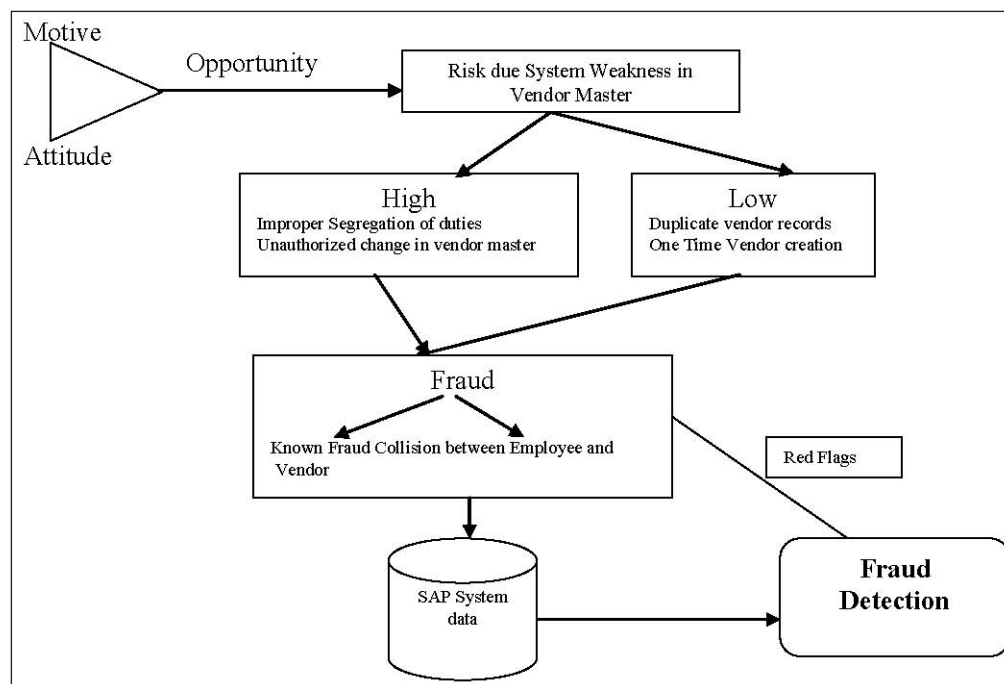 Motive
Opportunity
Attitude
Risk due System Weakness in
Vendor Master
High
Improper Segregation of duties
Unauthorized change in vendor master
Low
Duplicate vendor records
One Time Vendor creation
Fraud
Known Fraud Collision between Employee and
Vendor
Red Flags
SAP System
data
Fraud
Detection